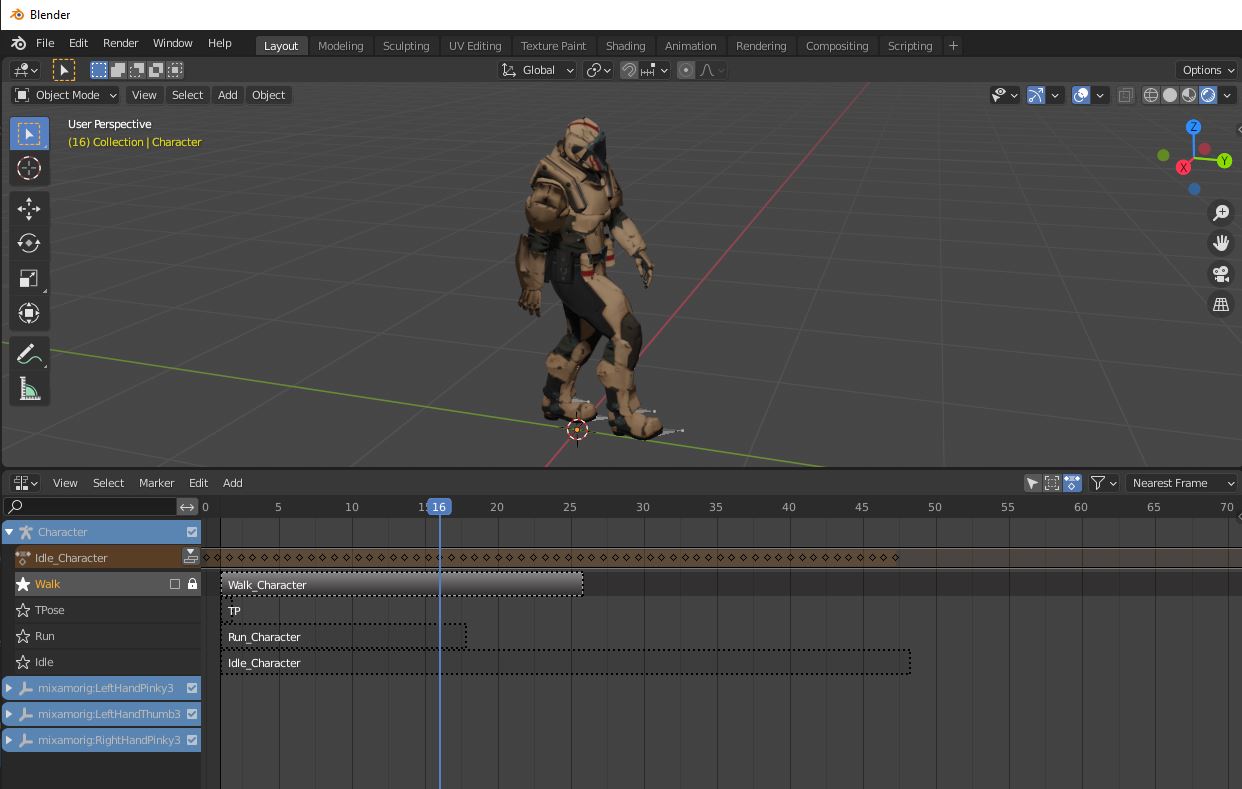 Blender
File Edit Render Window Help Layout Modeling Sculpting UV Editing Texture Paint Shading Animation Rendering Compositing Scripting +
Global Options
Object Mode View Select Add Object
User Perspective
(16) Collection | Character
Z
Y
X
View Select Marker Edit Add Nearest Frame
0 5 10 16 20 25 30 35 40 45 50 55 60 65 70
Character
Idle_Character
Walk Walk_Character
TPose TP
Run Run_Character
Idle Idle_Character
mixamorig:LeftHandPinky3
mixamorig:LeftHandThumb3
mixamorig:RightHandPinky3